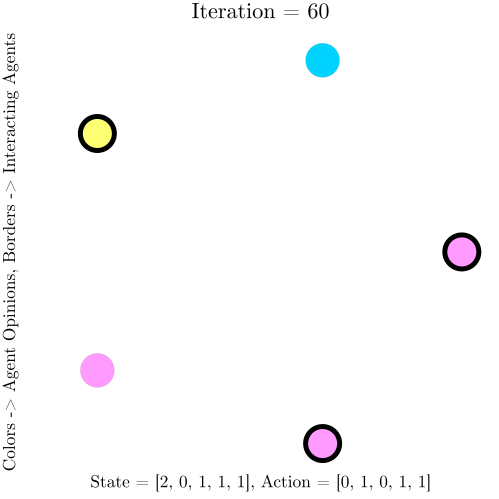 Iteration = 60
Colors -> Agent Opinions, Borders -> Interacting Agents
State = [2, 0, 1, 1, 1], Action = [0, 1, 0, 1, 1]